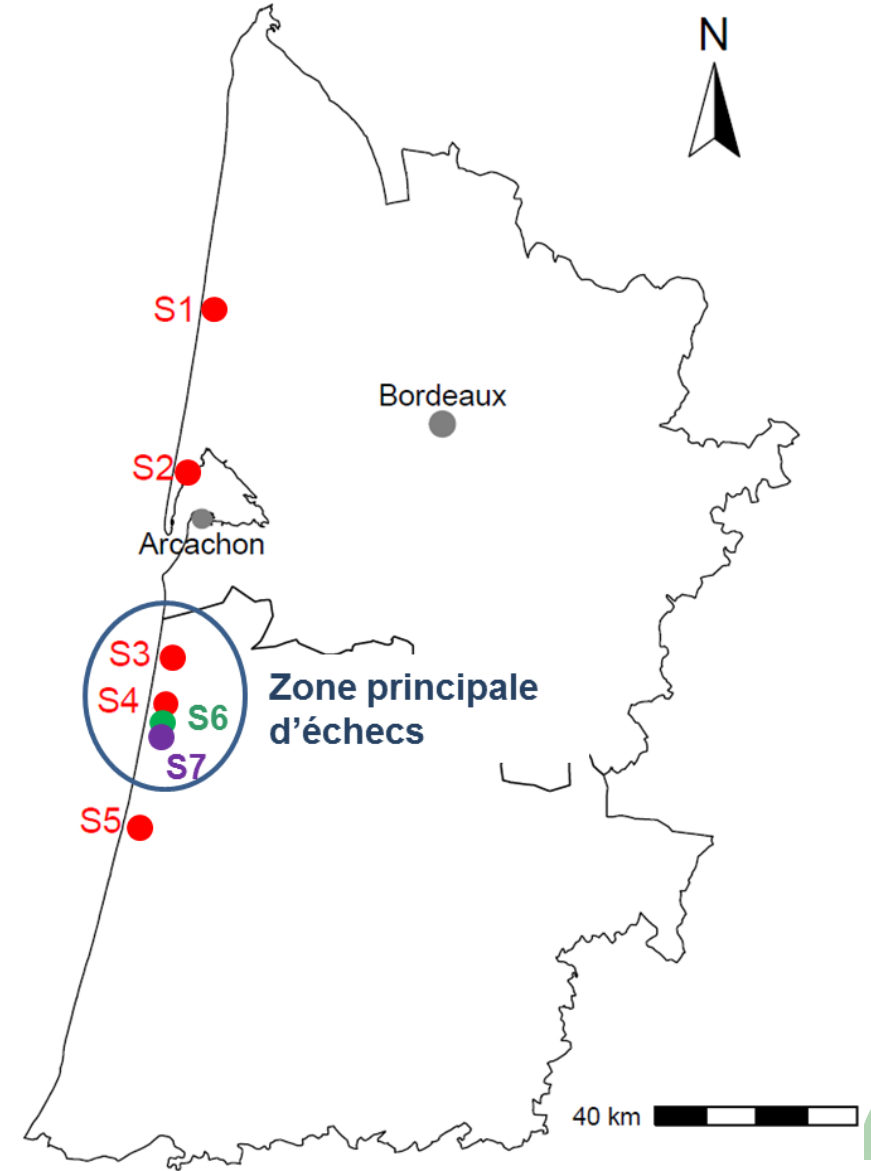 N
S1
Bordeaux
S2
Arcachon
S3
S4
S6
S7
Zone principale
d’échecs
S5
40 km